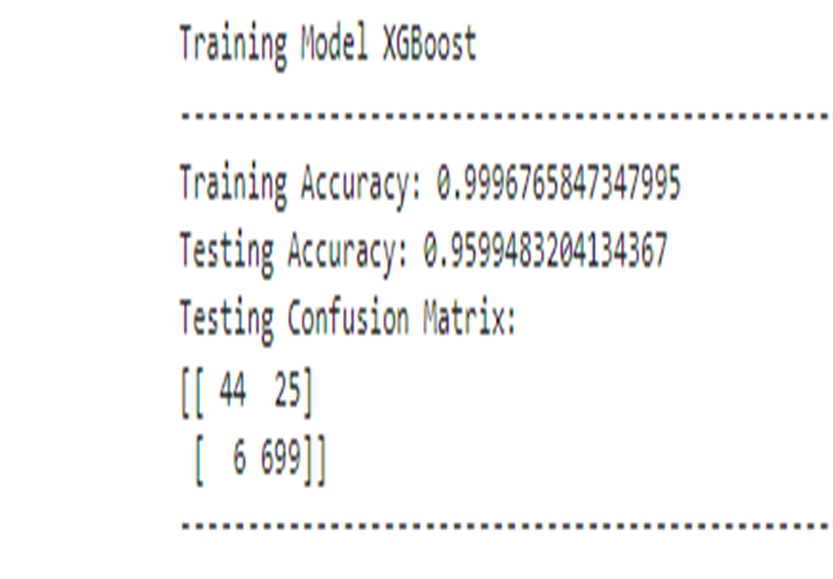 Training Model XGBoost
------------------------------------------------
Training Accuracy: 0.9996765847347995
Testing Accuracy: 0.9599483204134367
Testing Confusion Matrix:
[[ 44  25]
 [  6 699]]
------------------------------------------------